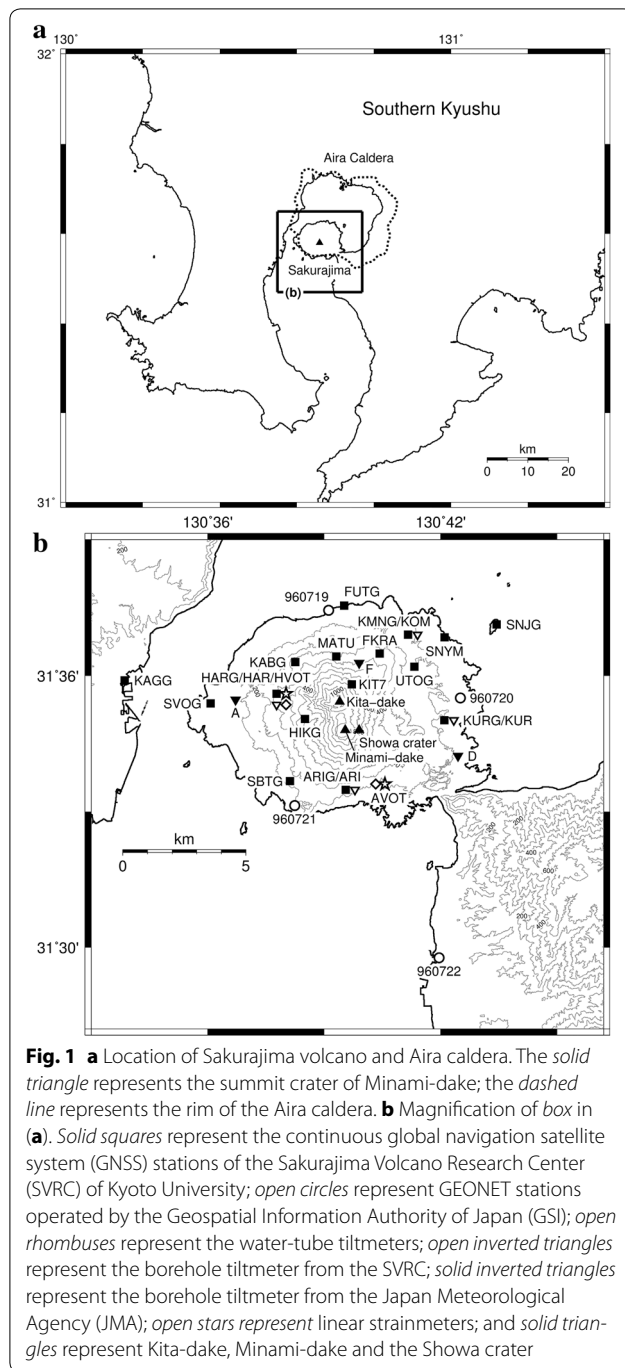 a
130˚
131˚
32˚
Southern Kyushu
Aira Caldera
Sakurajima
(b)
km
0 10 20
31˚
b
130˚36'
130˚42'
200
960719
FUTG
KMNG/KOM
SNJG
MATU
FKRA
SNYM
KABG
F
31˚36'
HARG/HAR/HVOT
UTOG
KAGG
KIT7
960720
SVOG
A
Kita-dake
KURG/KUR
HIKG
Showa crater
Minami-dake
D
SBTG
ARIG/ARI
AVOT
960721
km
0 5
31˚30'
960722
Fig. 1 a Location of Sakurajima volcano and Aira caldera. The solid
triangle represents the summit crater of Minami-dake; the dashed
line represents the rim of the Aira caldera. b Magnification of box in
(a). Solid squares represent the continuous global navigation satellite
system (GNSS) stations of the Sakurajima Volcano Research Center
(SVRC) of Kyoto University; open circles represent GEONET stations
operated by the Geospatial Information Authority of Japan (GSI); open
rhombuses represent the water-tube tiltmeters; open inverted triangles
represent the borehole tiltmeter from the SVRC; solid inverted triangles
represent the borehole tiltmeter from the Japan Meteorological
Agency (JMA); open stars represent linear strainmeters; and solid trian-
gles represent Kita-dake, Minami-dake and the Showa crater